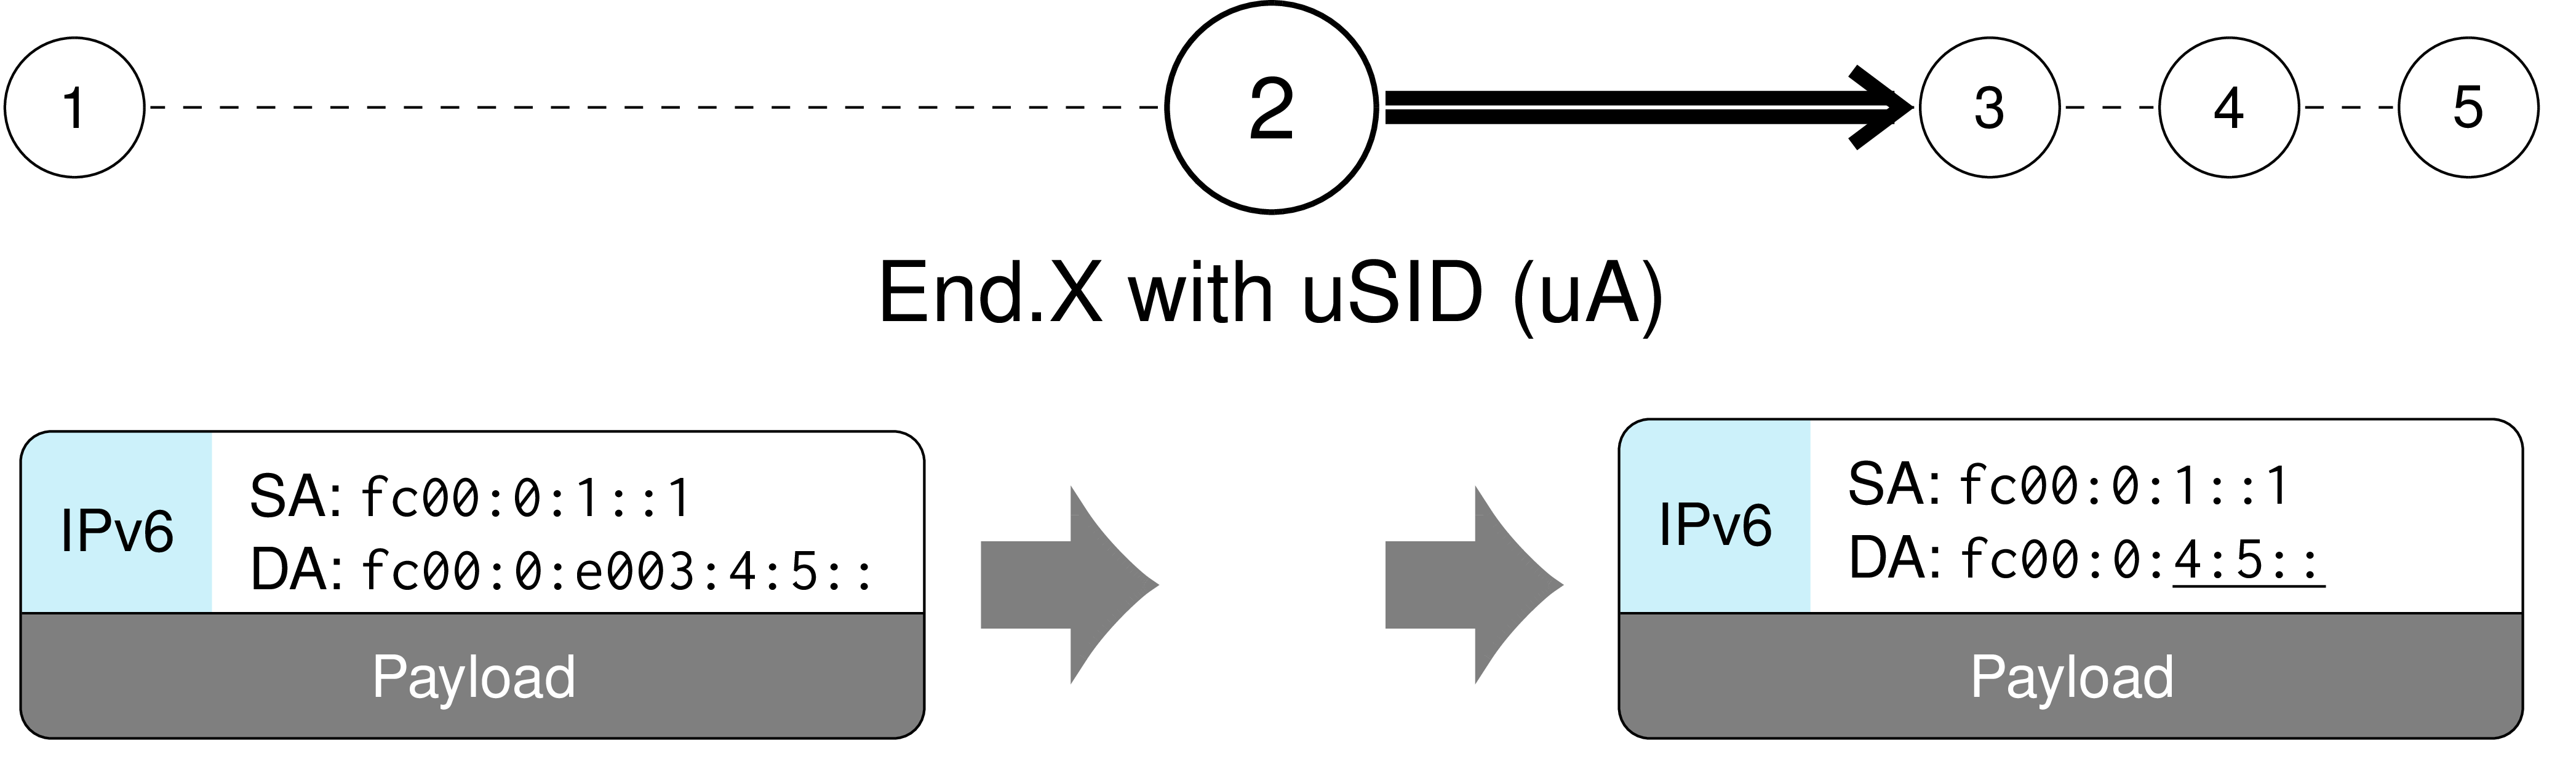 1
2
3
4
5
End.X with uSID (uA)
IPv6
SA: fc00:0:1::1
DA: fc00:0:e003:4:5::
Payload
IPv6
SA: fc00:0:1::1
DA: fc00:0:4:5::
Payload